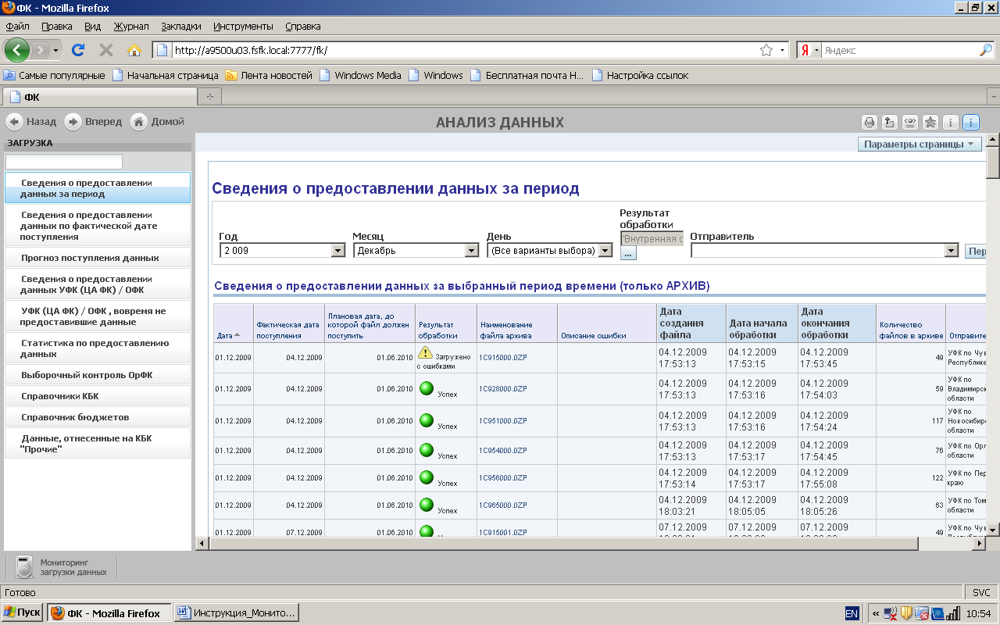 ФК - Mozilla Firefox
Файл Правка Вид Журнал Закладки Инструменты Справка
http://a9500u03.fsfk.local:7777/fk/
Яндекс
Самые популярные Начальная страница Лента новостей Windows Media Windows Бесплатная почта Н... Настройка ссылок
ФК
Назад Вперед Домой
АНАЛИЗ ДАННЫХ
ЗАГРУЗКА
Сведения о предоставлении
данных за период
Сведения о предоставлении
данных по фактической дате
поступления
Прогноз поступления данных
Сведения о предоставлении
данных УФК (ЦА ФК) / ОФК
УФК (ЦА ФК) / ОФК , вовремя не
предоставившие данные
Статистика по предоставлению
данных
Выборочный контроль ОрФК
Справочники КБК
Справочник бюджетов
Данные, отнесенные на КБК
"Прочие"
Параметры страницы
Сведения о предоставлении данных за период
Год
2 009
Месяц
Декабрь
День
(Все варианты выбора)
Результат
обработки
'Внутренняя с
...
Отправитель
Пер
Сведения о предоставлении данных за выбранный период времени (только АРХИВ)
Дата
Фактическая дата
поступления
Плановая дата, до
которой файл должен
поступить
Результат
обработки
Наименование
файла архива
Описание ошибки
Дата
создания
файла
Дата начала
обработки
Дата
окончания
обработки
Количество
файлов в архиве
Отправите
01.12.2009 04.12.2009 01.06.2010 Загружено
с ошибками
1C915000.0ZP
04.12.2009
17:53:13
04.12.2009
17:53:15
04.12.2009
17:53:45
49
УФК по Чув
Республике
01.12.2009 04.12.2009 01.06.2010 Успех 1C928000.0ZP
04.12.2009
17:53:13
04.12.2009
17:53:16
04.12.2009
17:54:03
59
УФК по
Владимирск
области
01.12.2009 04.12.2009 01.06.2010 Успех 1C951000.0ZP
04.12.2009
17:53:13
04.12.2009
17:53:16
04.12.2009
17:54:24
117
УФК по
Новосибирс
области
01.12.2009 04.12.2009 01.06.2010 Успех 1C954000.0ZP
04.12.2009
17:53:13
04.12.2009
17:53:17
04.12.2009
17:54:45
76
УФК по Орл
области
01.12.2009 04.12.2009 01.06.2010 Успех 1C956000.0ZP
04.12.2009
17:53:14
04.12.2009
17:53:17
04.12.2009
17:55:08
122
УФК по Пер
краю
01.12.2009 04.12.2009 01.06.2010 Успех 1C965000.0ZP
04.12.2009
18:03:21
04.12.2009
18:05:05
04.12.2009
18:05:26
63
УФК по Том
области
01.12.2009 07.12.2009 01.06.2010 1C915001.0ZP
07.12.2009
07.12.2009
07.12.2009
49
УФК по Чув
Мониторинг
загрузки данных
Готово
SVC
Пуск
ФК - Mozilla Firefox
Инструкция_Монито...
EN
10:54